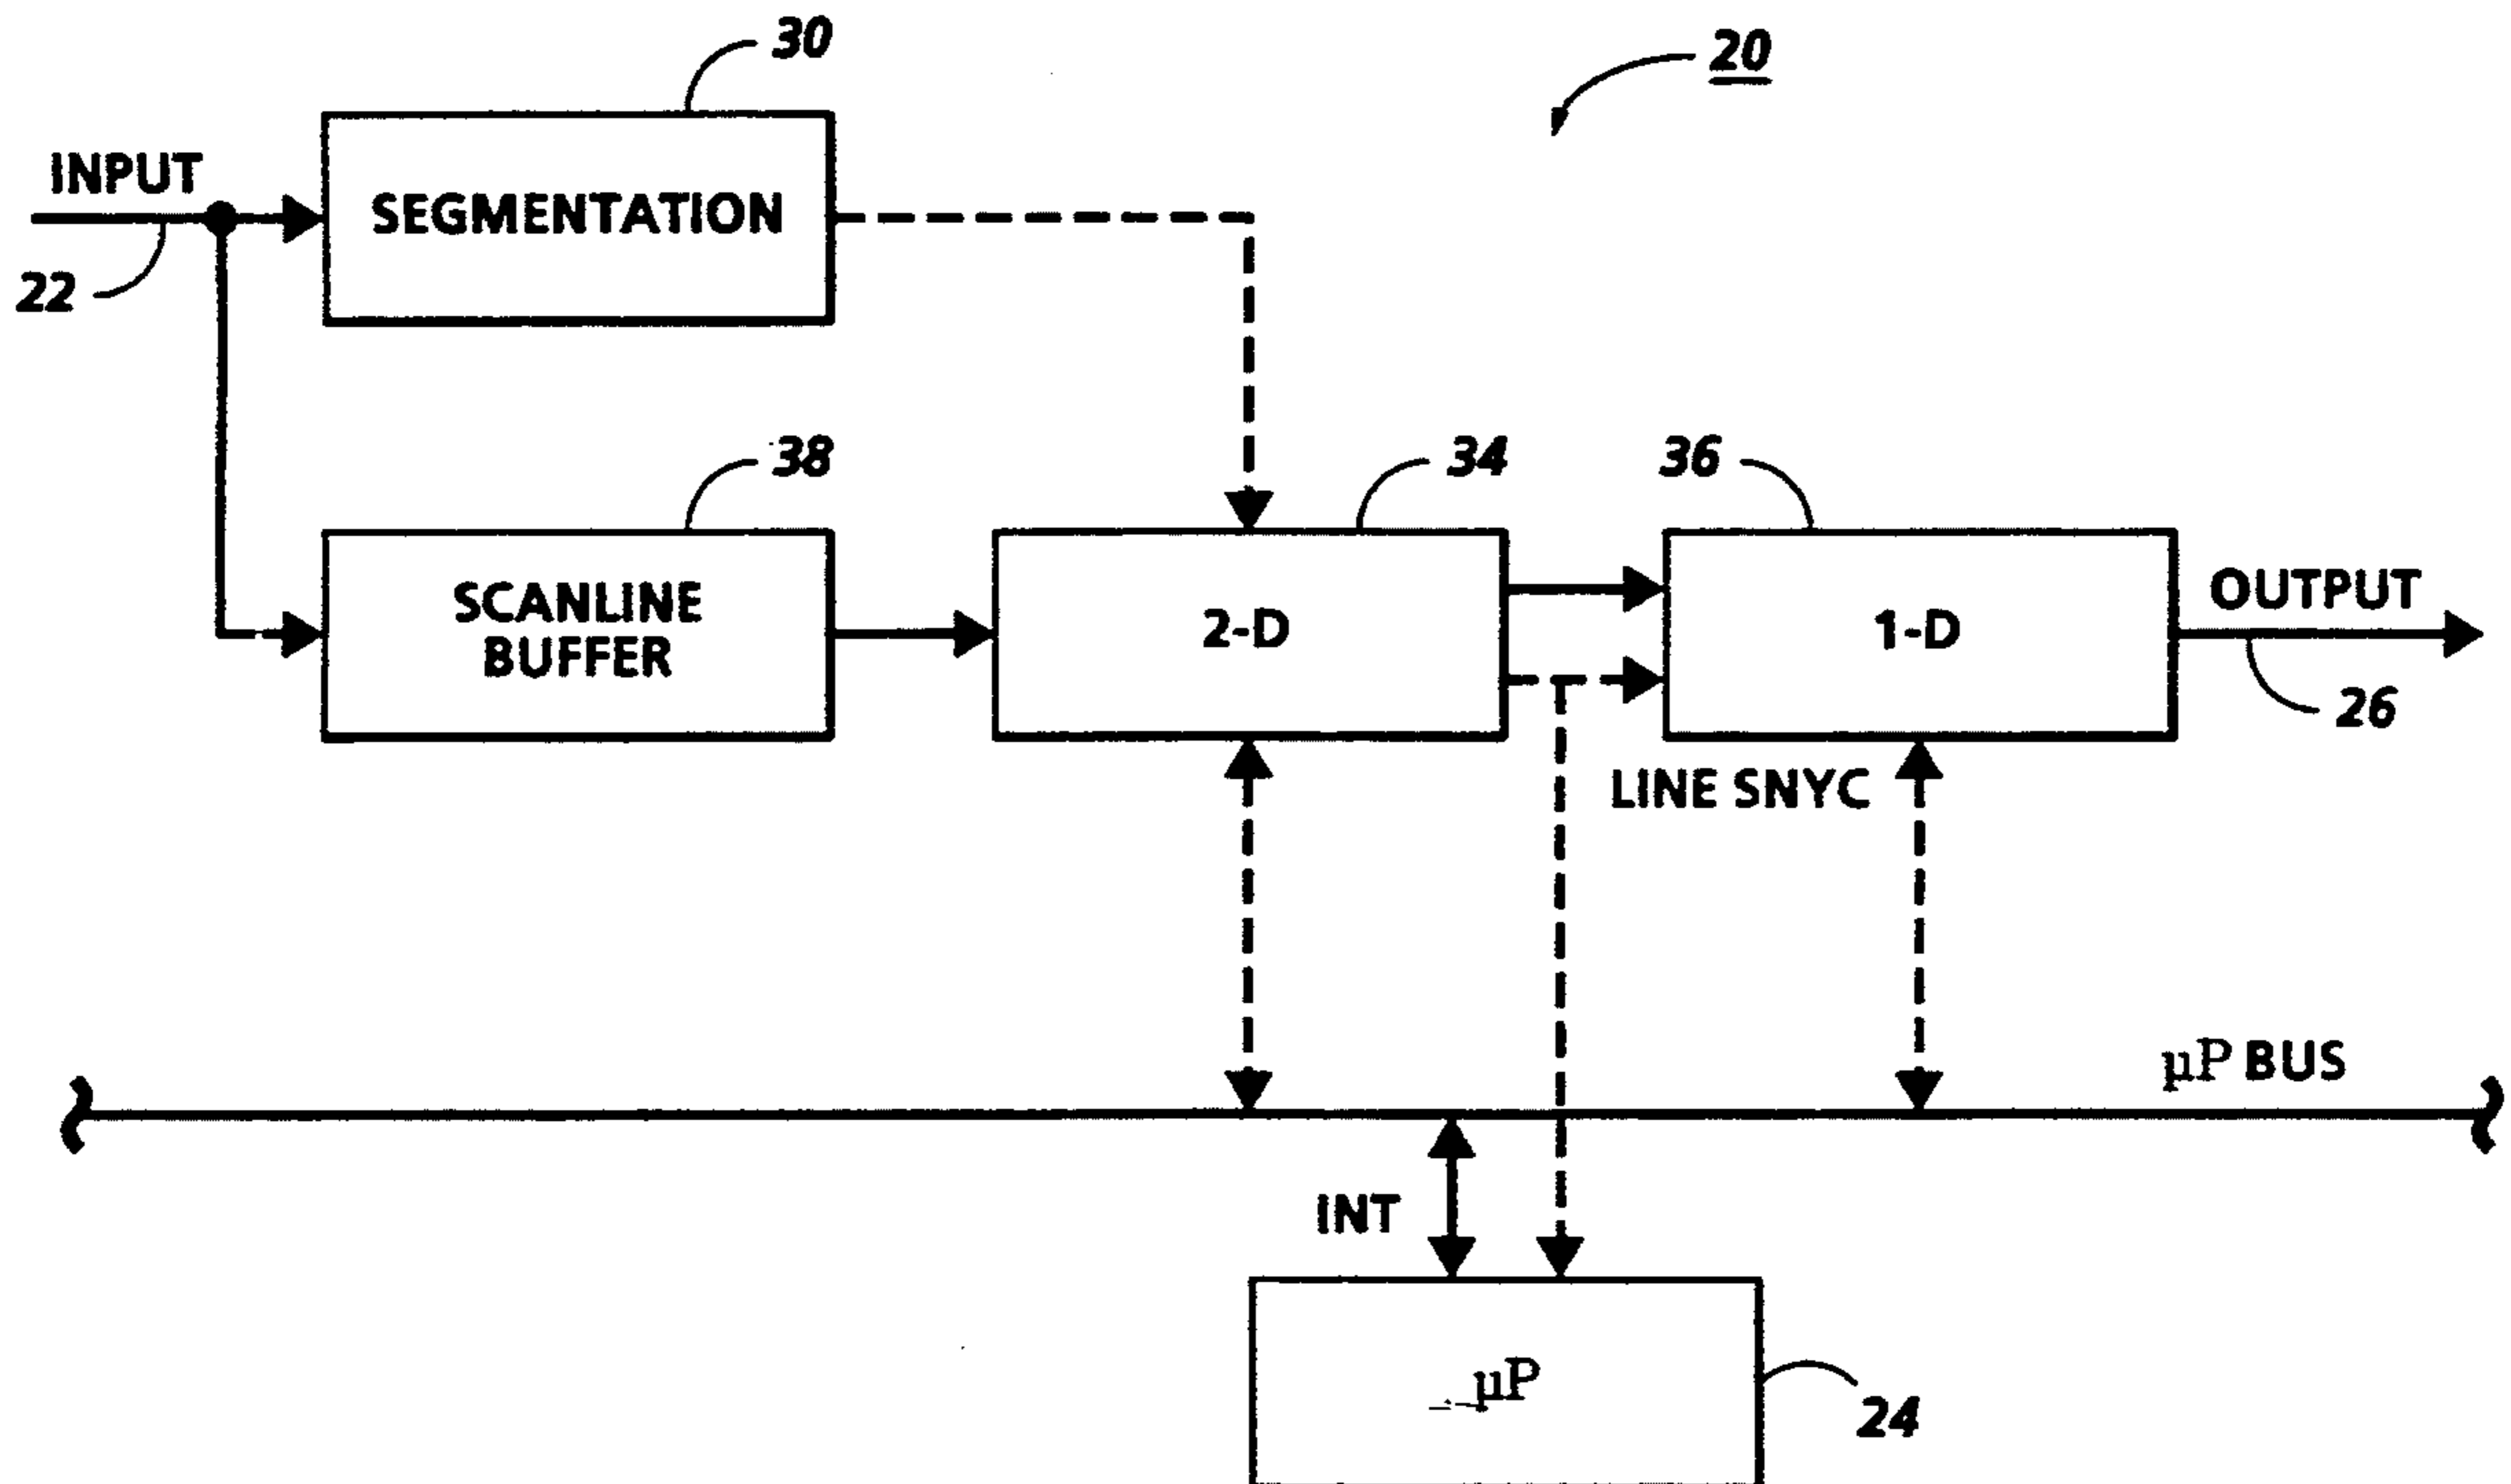 30
20
INPUT
SEGMENTATION
22
38
34
36
SCANLINE
BUFFER
2-D
1-D
OUTPUT
26
LINE SNYC
µP BUS
INT
µP
24